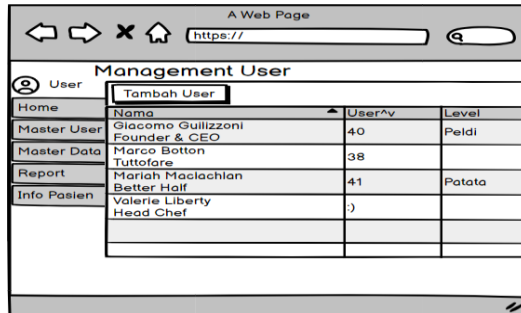 A Web Page
https://
Management User
User
Tambah User
Home
Master User
Master Data
Report
Info Pasien
Nama User^v Level
Giacomo Guilizzoni
Founder & CEO
40 Peldi
Marco Botton
Tuttofare
38
Mariah Maclachlan
Better Half
41 Patata
Valerie Liberty
Head Chef
:)